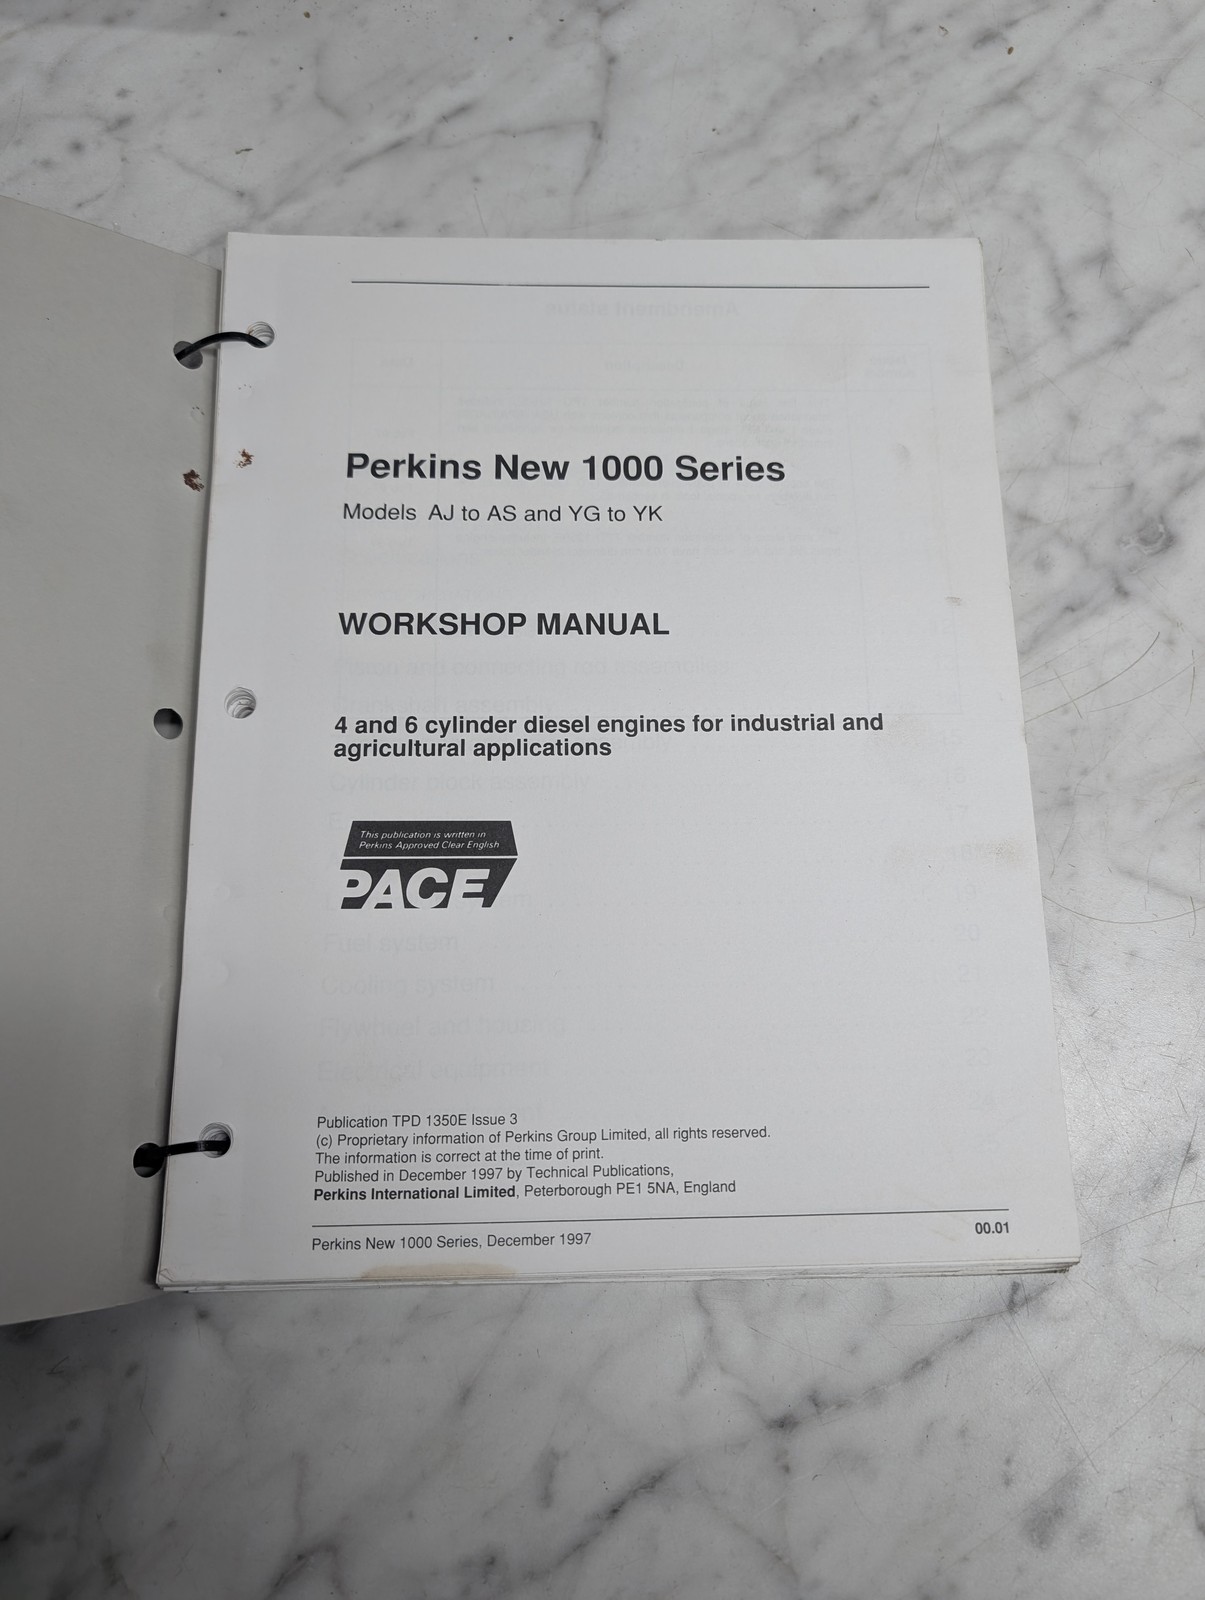 Perkins New 1000 Series
Models AJ to AS and YG to YK
WORKSHOP MANUAL
4 and 6 cylinder diesel engines for industrial and
agricultural applications
This publication is written in
Perkins Approved Clear English
PACE
Publication TPD 1350E Issue 3
(c) Proprietary information of Perkins Group Limited, all rights reserved.
The information is correct at the time of print.
Published in December 1997 by Technical Publications,
Perkins International Limited, Peterborough PE1 5NA, England
Perkins New 1000 Series, December 1997
00.01